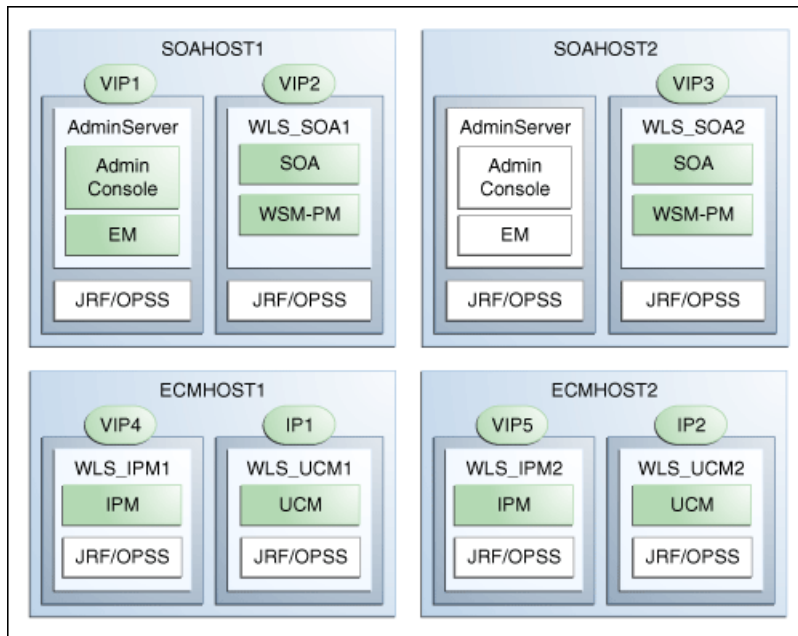 SOAHOST1
VIP1
VIP2
AdminServer
Admin
Console
EM
JRF/OPSS
WLS_SOA1
SOA
WSM-PM
JRF/OPSS
SOAHOST2
VIP3
AdminServer
Admin
Console
EM
JRF/OPSS
WLS_SOA2
SOA
WSM-PM
JRF/OPSS
ECMHOST1
VIP4
IP1
WLS_IPM1
IPM
JRF/OPSS
WLS_UCM1
UCM
JRF/OPSS
ECMHOST2
VIP5
IP2
WLS_IPM2
IPM
JRF/OPSS
WLS_UCM2
UCM
JRF/OPSS